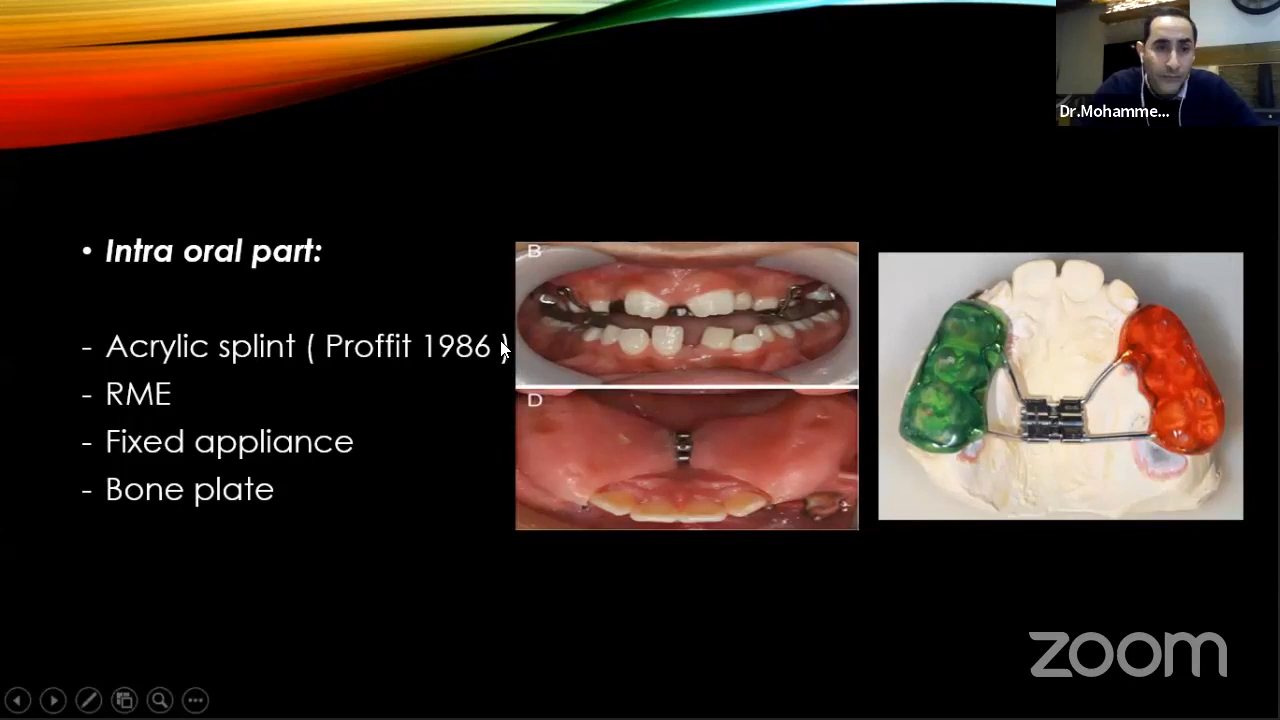 Dr.Mohamme...
• Intra oral part:
- Acrylic splint ( Proffit 1986 )
- RME
- Fixed appliance
- Bone plate
B
D
zoom